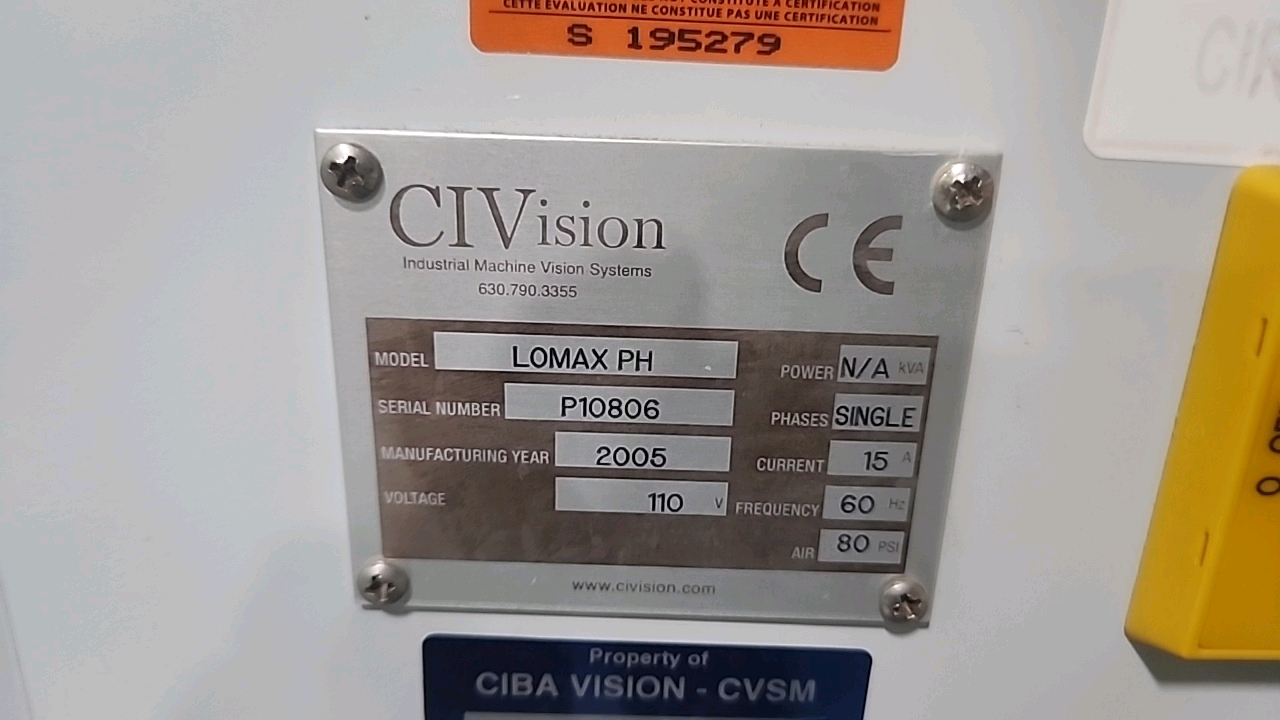 CETTE ÉVALUATION NE CONSTITUE PAS UNE CERTIFICATION
S 195279
CIVision
Industrial Machine Vision Systems
630.790.3355
CE
MODEL LOMAX PH
SERIAL NUMBER P10806
MANUFACTURING YEAR 2005
VOLTAGE 110 V
POWER N/A kVA
PHASES SINGLE
CURRENT 15 A
FREQUENCY 60 Hz
AIR 80 PSI
www.civision.com
Property of
CIBA VISION - CVSM